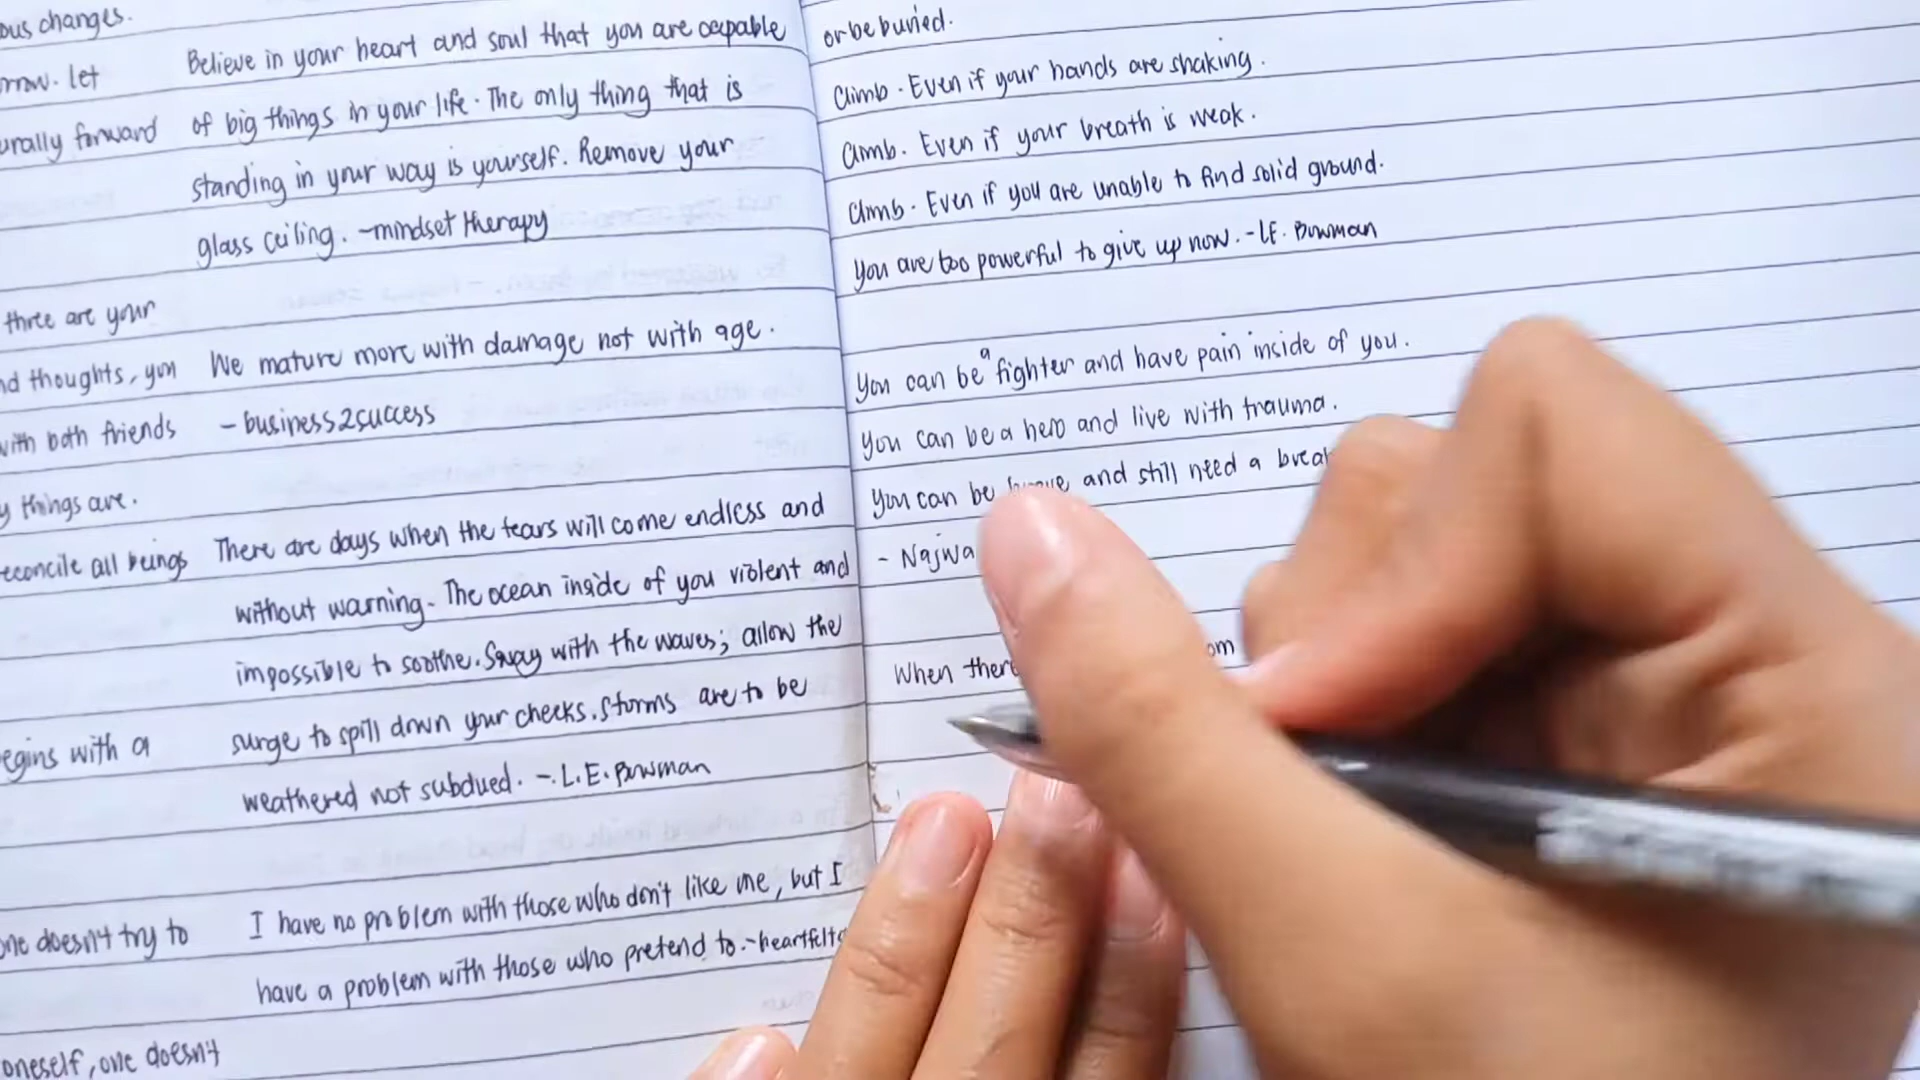 ous changes.
let
urally forward
three are your
nd thoughts, you
with both friends
y things are.
econcile all beings
egins with a
one doesn't try to
oneself, one doesn't
Believe in your heart and soul that you are capable
of big things in your life. The only thing that is
standing in your way is yourself. Remove your
glass ceiling. -mindset therapy
We mature more with damage not with age.
- business2success
There are days when the tears will come endless and
without warning. The ocean inside of you violent and
impossible to soothe. Sway with the waves; allow the
surge to spill down your cheeks. Storms are to be
weathered not subdued. -. L.E. Bowman
I have no problem with those who don't like me, but I
have a problem with those who pretend to.-heartfelt
or be buried.
Climb. Even if your hands are shaking.
Climb. Even if your breath is weak.
Climb. Even if you are unable to find solid ground.
You are too powerful to give up now. - LE. Bowman
You can be a fighter and have pain inside of you.
You can be a hero and live with trauma.
You can be brave and still need a break
- Najwa
When there om